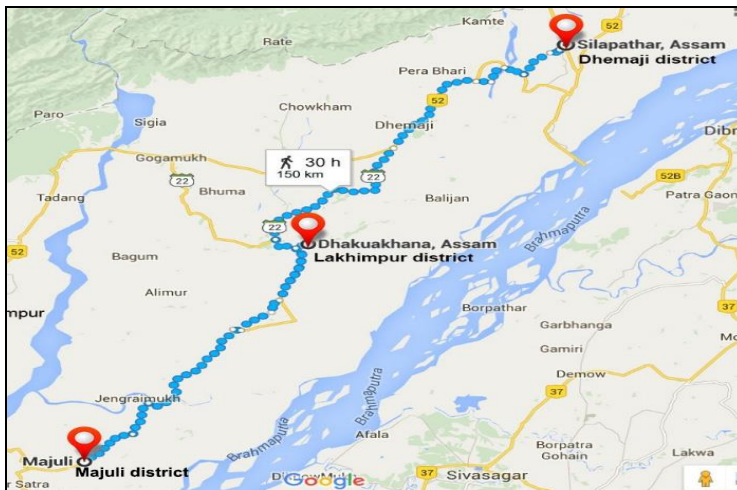 Kamte
52
Silapathar, Assam
Dhemaji district
Rate
Pera Bhari
Paro
Sigia
Chowkham
52
Dhemaji
Dibr
30 h
150 km
Gogamukh
22
Bhuma
22
52B
Tadang
Balijan
Patra Gaon
22
Dhakuakhana, Assam
Lakhimpur district
Brahmaputra
52
Bagum
Alimur
mpur
Borpathar
37
Garbhanga
Gamiri
Mo
Demow
Brahmaputra
Jengraimukh
37
Brahmaputra
Afala
Borpatra
Gohain
Lakwa
Majuli
Majuli district
r Satra
Google
37
Sivasagar